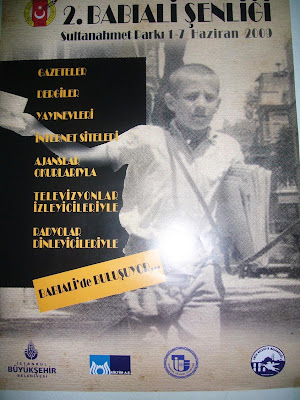 2. BABIALİ ŞENLİĞİ
Sultanahmet Parkı 1-7 Haziran -2009
GAZETELER
DERGİLER
YAYINEVLERİ
İNTERNET SİTELERİ
AJANSLAR
OKURLARIYLA
TELEVİZYONLAR
İZLEYİCİLERİYLE
RADYOLAR
DİNLEYİCİLERİYLE
BABIALİ'de BULUŞUYOR...
İSTANBUL
BÜYÜKŞEHİR
BELEDİYESİ
KÜLTÜR A.Ş.